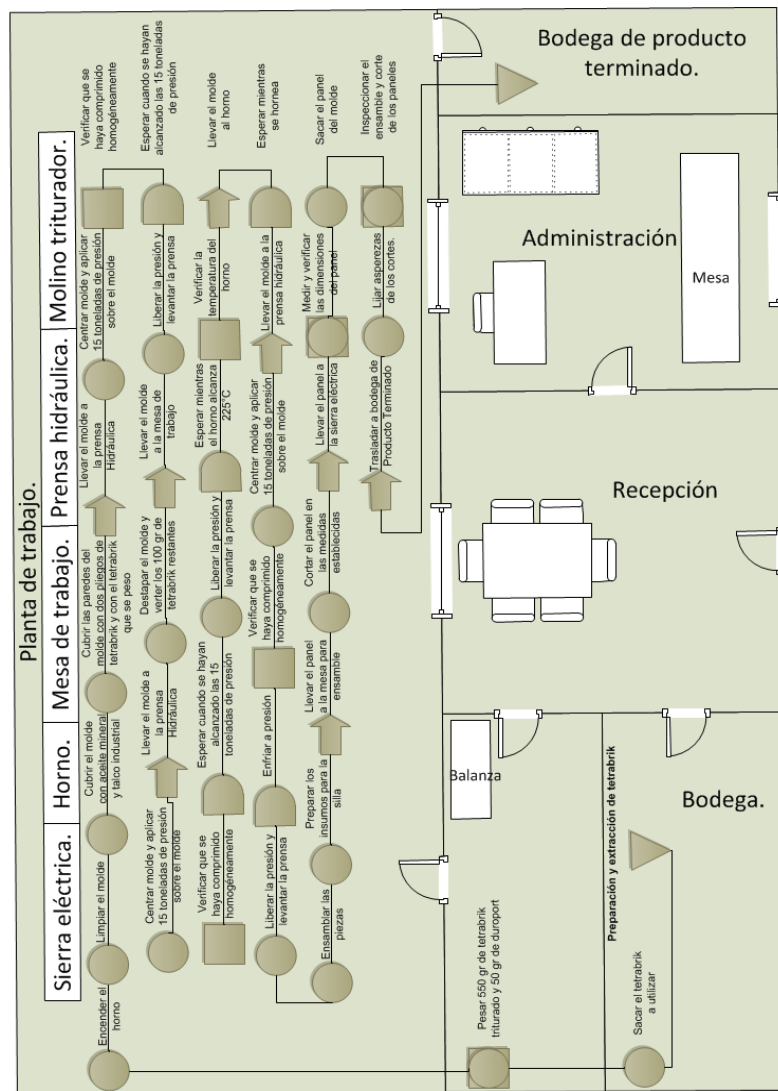 Planta de trabajo.
Sierra eléctrica.
Horno.
Mesa de trabajo.
Prensa hidráulica.
Molino triturador.
Encender el
horno
Limpiar el molde
Cubrir el molde
con aceite mineral
y talco industrial
Cubrir las paredes del
molde con dos pliegos de
tetrabrik y con el tetrabrik
que se peso
Llevar el molde a
la prensa
Hidráulica
Centrar molde y aplicar
15 toneladas de presión
sobre el molde
Verificar que se
haya comprimido
homogéneamente
Centrar molde y aplicar
15 toneladas de presión
sobre el molde
Llevar el molde a
la prensa
Hidráulica
Destapar el molde y
verter los 100 gr de
tetrabrik restantes
Llevar el molde
a la mesa de
trabajo
Liberar la presión y
levantar la prensa
Esperar cuando se hayan
alcanzado las 15 toneladas
de presión
Verificar que se
haya comprimido
homogéneamente
Esperar cuando se hayan
alcanzado las 15
toneladas de presión
Liberar la presión y
levantar la prensa
Esperar mientras
el horno alcanza
225°C
Verificar la
temperatura del
horno
Llevar el molde
al horno
Liberar la presión y
levantar la prensa
Enfriar a presión
Verificar que se
haya comprimido
homogéneamente
Centrar molde y aplicar
15 toneladas de presión
sobre el molde
Llevar el molde a la
prensa hidráulica
Esperar mientras
se hornea
Ensamblar las
piezas
Preparar los
insumos para la
silla
Llevar el panel
a la mesa para
ensamble
Cortar el panel en
las medidas
establecidas
Llevar el panel a
la sierra eléctrica
Medir y verificar
las dimensiones
del panel
Sacar el panel
del molde
Trasladar a bodega de
Producto Terminado
Lijar asperezas
de los cortes.
Inspeccionar el
ensamble y corte
de los paneles
Bodega de producto
terminado.
Administración
Mesa
Recepción
Balanza
Bodega.
Preparación y extracción de tetrabrik
Pesar 550 gr de tetrabrik
triturado y 50 gr de duroport
Sacar el tetrabrik
a utilizar